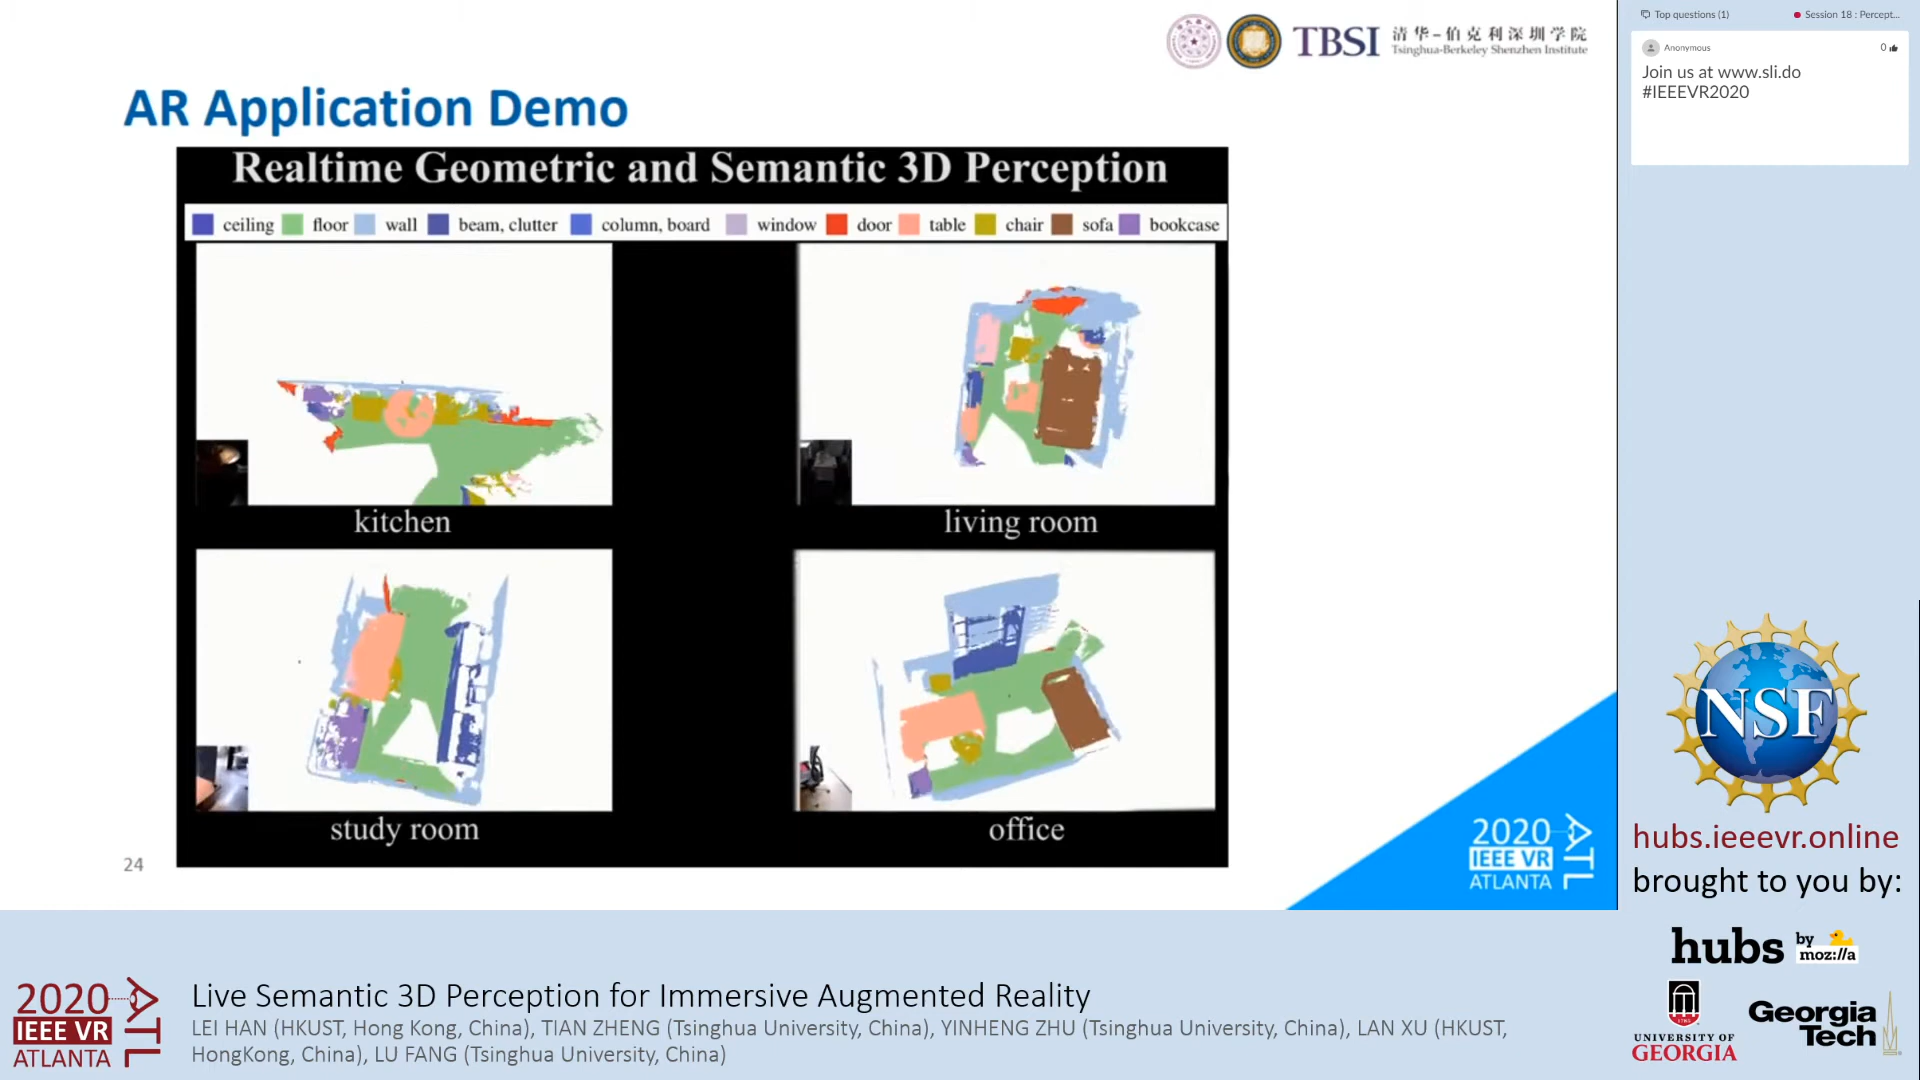 TBSI 清华-伯克利深圳学院
Tsinghua-Berkeley Shenzhen Institute
AR Application Demo
Realtime Geometric and Semantic 3D Perception
ceiling floor wall beam, clutter column, board window door table chair sofa bookcase
kitchen
living room
study room
office
24
2020
IEEE VR
ATLANTA
ATL
Top questions (1)
Session 18 : Percept...
Anonymous
0
Join us at www.sli.do
#IEEEVR2020
NSF
hubs.ieeevr.online
brought to you by:
hubs by moz://a
UNIVERSITY OF
GEORGIA
Georgia
Tech
2020
IEEE VR
ATLANTA
ATL
Live Semantic 3D Perception for Immersive Augmented Reality
LEI HAN (HKUST, Hong Kong, China), TIAN ZHENG (Tsinghua University, China), YINHENG ZHU (Tsinghua University, China), LAN XU (HKUST,
HongKong, China), LU FANG (Tsinghua University, China)